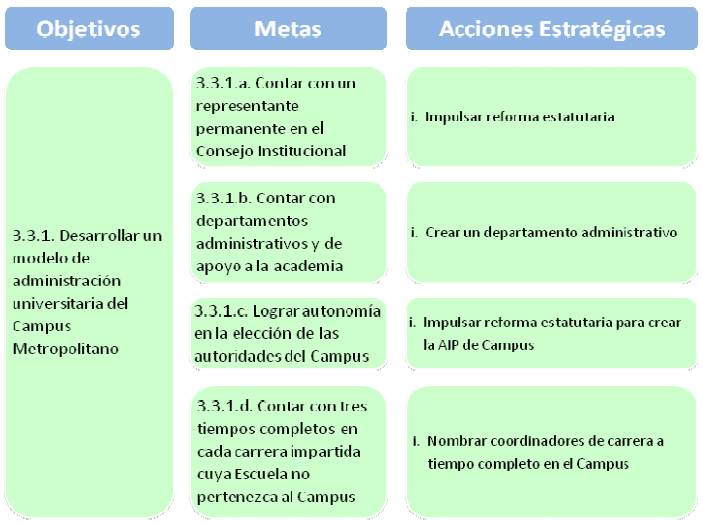 Objetivos
Metas
Acciones Estratégicas
3.3.1. Desarrollar un
modelo de
administración
universitaria del
Campus
Metropolitano
3.3.1.a. Contar con un
representante
permanente en el
Consejo Institucional
i. Impulsar reforma estatutaria
3.3.1.b. Contar con
departamentos
administrativos y de
apoyo a la academia
i. Crear un departamento administrativo
3.3.1.c. Lograr autonomía
en la elección de las
autoridades del Campus
i. Impulsar reforma estatutaria para crear
la AIP de Campus
3.3.1.d. Contar con tres
tiempos completos en
cada carrera impartida
cuya Escuela no
pertenezca al Campus
i. Nombrar coordinadores de carrera a
tiempo completo en el Campus